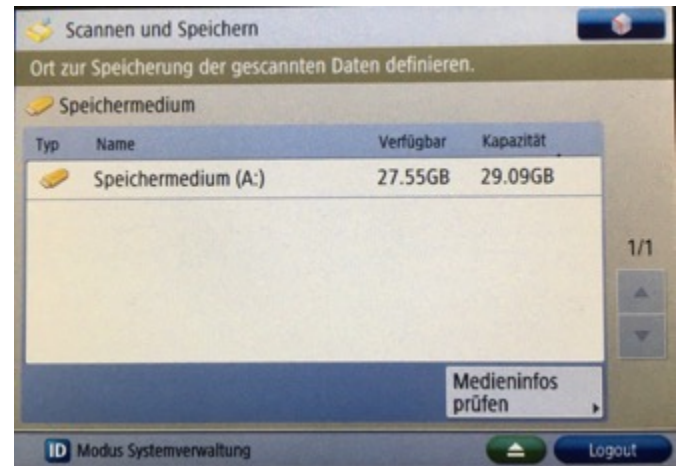 Scannen und Speichern
Ort zur Speicherung der gescannten Daten definieren.
Speichermedium
Typ Name Verfügbar Kapazität
Speichermedium (A:) 27.55GB 29.09GB
1/1
Medieninfos
prüfen
ID Modus Systemverwaltung Logout